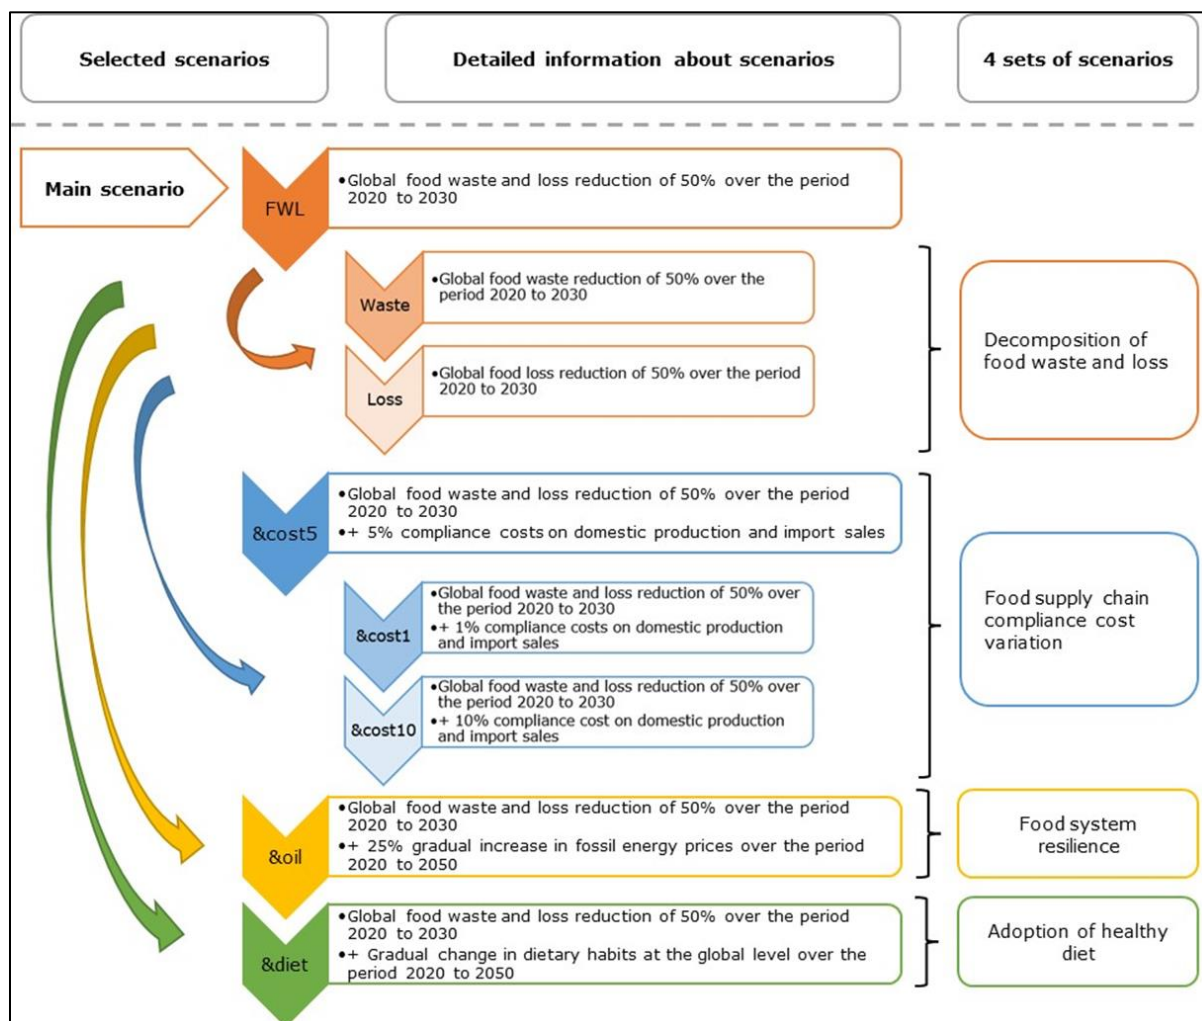 Selected scenarios
Detailed information about scenarios
4 sets of scenarios
Main scenario
FWL
•Global food waste and loss reduction of 50% over the period
2020 to 2030
Waste
•Global food waste reduction of 50% over the
period 2020 to 2030
Loss
•Global food loss reduction of 50% over the period
2020 to 2030
Decomposition of
food waste and loss
&cost5
•Global food waste and loss reduction of 50% over the period
2020 to 2030
•+ 5% compliance costs on domestic production and import sales
&cost1
•Global food waste and loss reduction of 50% over
the period 2020 to 2030
•+ 1% compliance costs on domestic production
and import sales
&cost10
•Global food waste and loss reduction of 50% over
the period 2020 to 2030
•+ 10% compliance cost on domestic production
and import sales
Food supply chain
compliance cost
variation
&oil
•Global food waste and loss reduction of 50% over the period
2020 to 2030
•+ 25% gradual increase in fossil energy prices over the period
2020 to 2050
Food system
resilience
&diet
•Global food waste and loss reduction of 50% over the period
2020 to 2030
•+ Gradual change in dietary habits at the global level over the
period 2020 to 2050
Adoption of healthy
diet